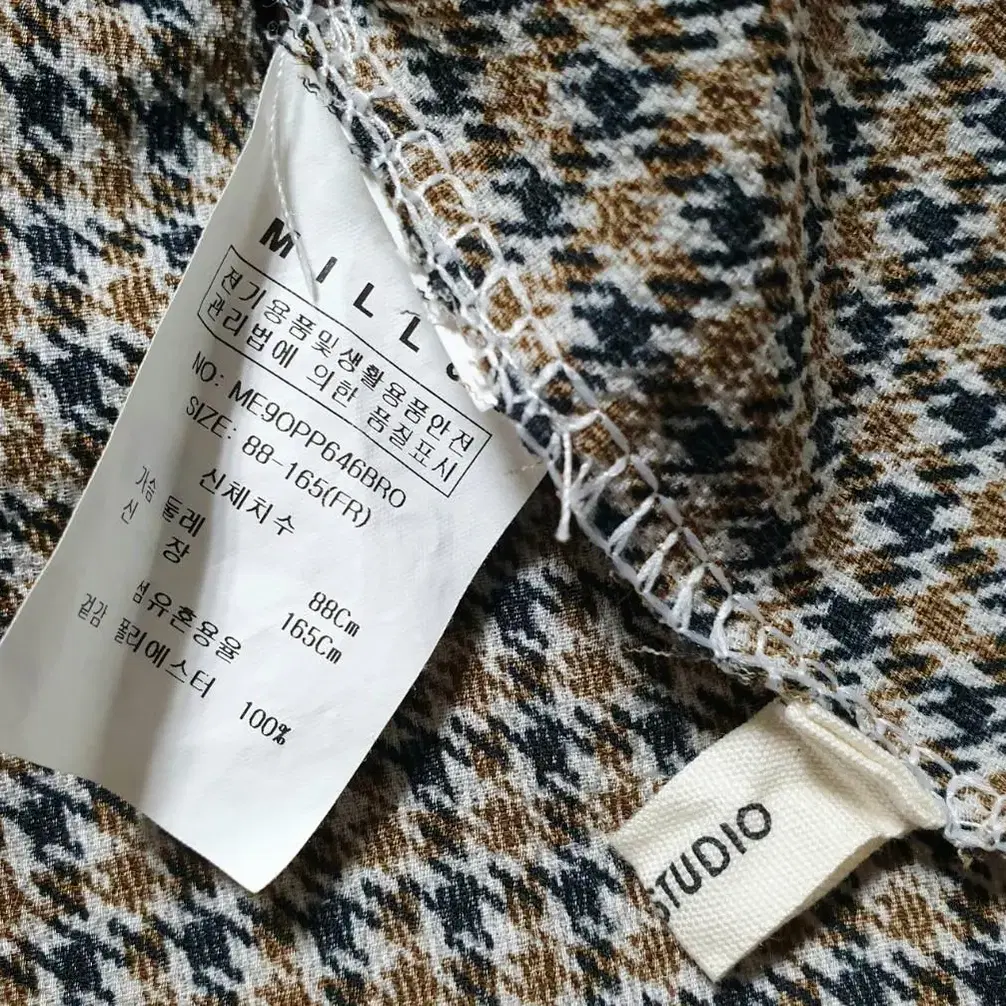 MILL
전기용품및생활용품안전
관리법에 의한 품질표시
NO: ME9OPP646BRO
SIZE: 88-165(FR)
신체치수
가슴 둘레 88Cm
신 장 165Cm
섬유혼용율
겉감 폴리에스터 100%
STUDIO